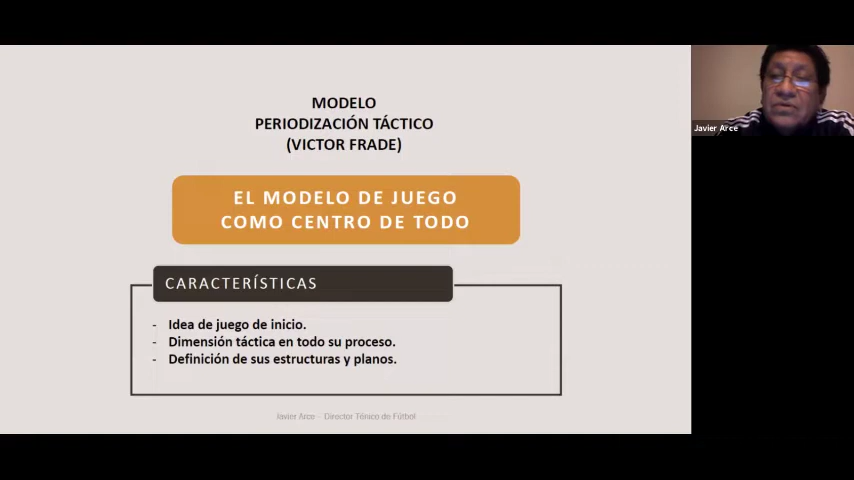 MODELO
PERIODIZACIÓN TÁCTICO
(VICTOR FRADE)
EL MODELO DE JUEGO
COMO CENTRO DE TODO
CARACTERÍSTICAS
- Idea de juego de inicio.
- Dimensión táctica en todo su proceso.
- Definición de sus estructuras y planos.
Javier Arce – Director Ténico de Fútbol
Javier Arce